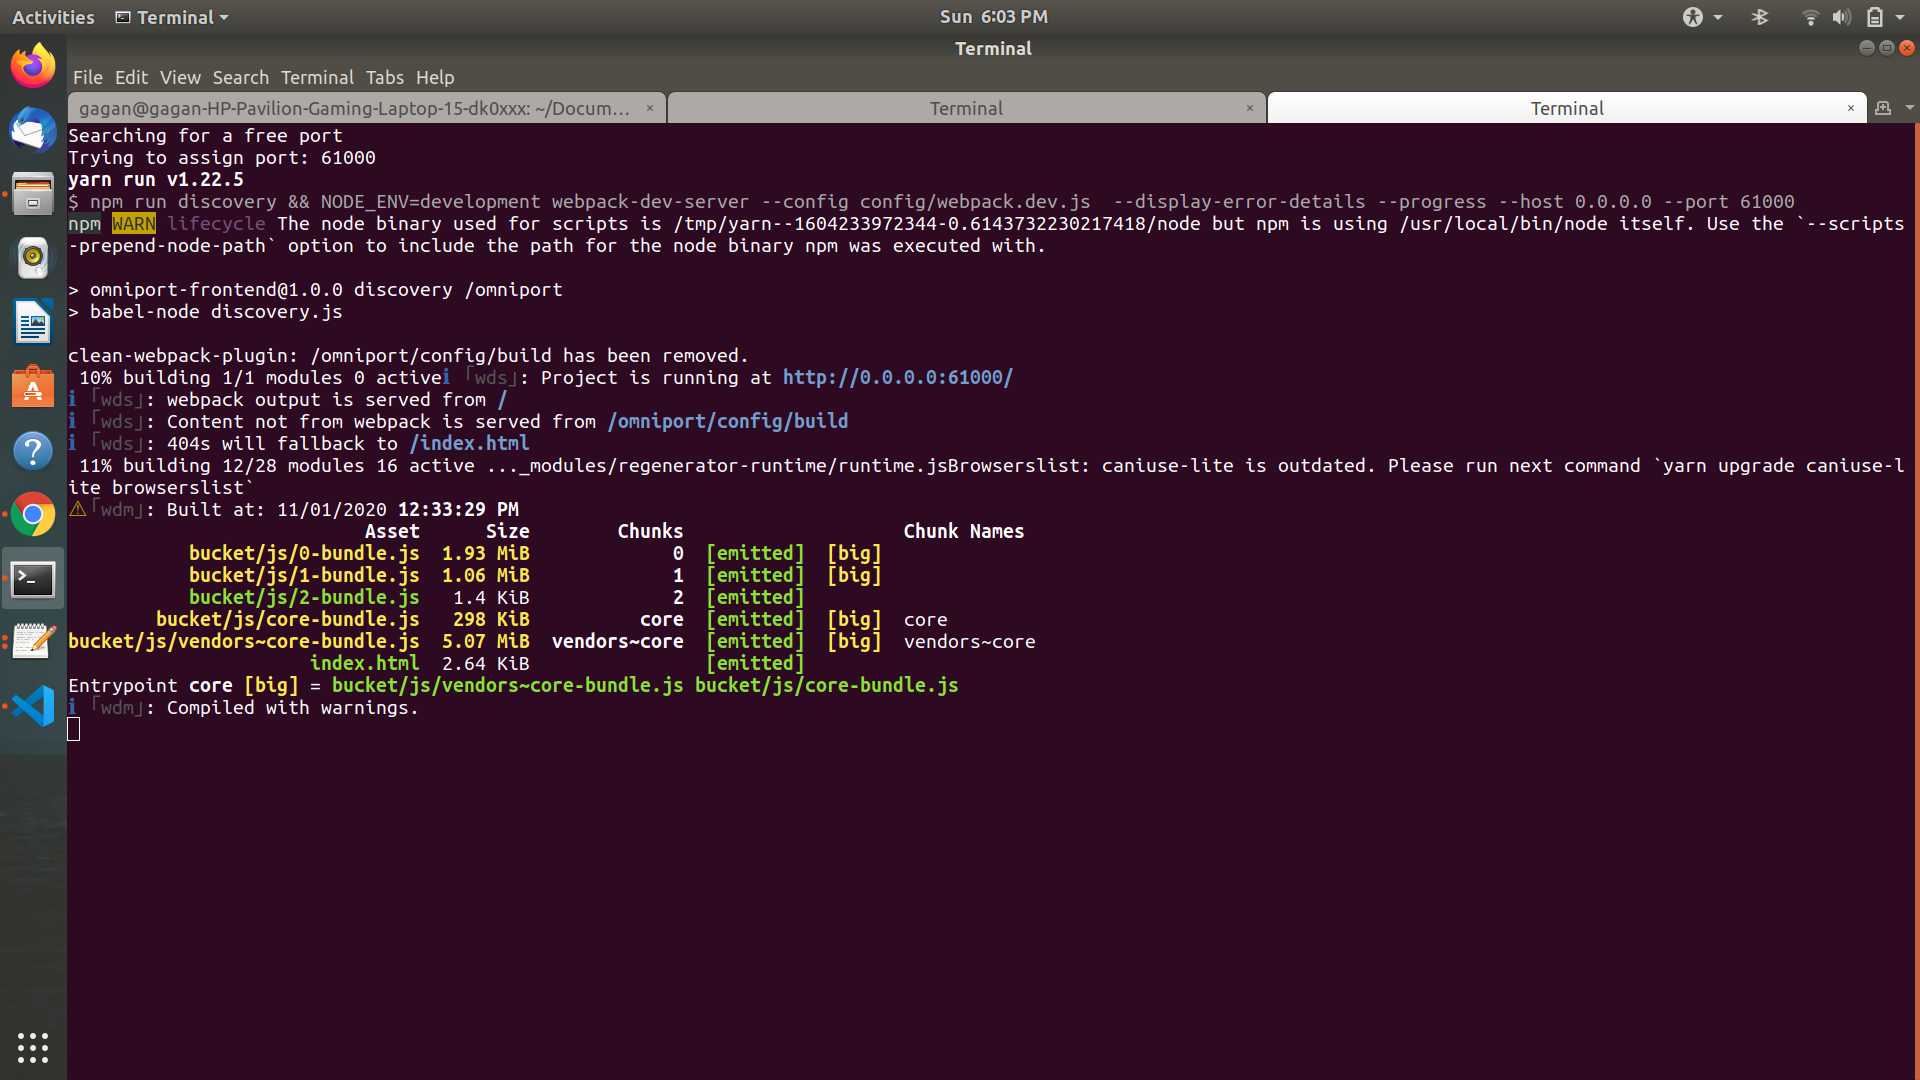 Activities Terminal Sun 6:03 PM
Terminal
File Edit View Search Terminal Tabs Help
gagan@gagan-HP-Pavilion-Gaming-Laptop-15-dk0xxx: ~/Docum... × Terminal × Terminal ×
Searching for a free port
Trying to assign port: 61000
yarn run v1.22.5
$ npm run discovery && NODE_ENV=development webpack-dev-server --config config/webpack.dev.js  --display-error-details --progress --host 0.0.0.0 --port 61000
npm WARN lifecycle The node binary used for scripts is /tmp/yarn--1604233972344-0.6143732230217418/node but npm is using /usr/local/bin/node itself. Use the `--scripts
-prepend-node-path` option to include the path for the node binary npm was executed with.
> omniport-frontend@1.0.0 discovery /omniport
> babel-node discovery.js
clean-webpack-plugin: /omniport/config/build has been removed.
10% building 1/1 modules 0 activeℹ ｢wds｣: Project is running at http://0.0.0.0:61000/
ℹ ｢wds｣: webpack output is served from /
ℹ ｢wds｣: Content not from webpack is served from /omniport/config/build
ℹ ｢wds｣: 404s will fallback to /index.html
11% building 12/28 modules 16 active ..._modules/regenerator-runtime/runtime.jsBrowserslist: caniuse-lite is outdated. Please run next command `yarn upgrade caniuse-l
ite browserslist`
⚠ ｢wdm｣: Built at: 11/01/2020 12:33:29 PM
Asset Size Chunks Chunk Names
bucket/js/0-bundle.js 1.93 MiB 0 [emitted] [big]
bucket/js/1-bundle.js 1.06 MiB 1 [emitted] [big]
bucket/js/2-bundle.js 1.4 KiB 2 [emitted]
bucket/js/core-bundle.js 298 KiB core [emitted] [big] core
bucket/js/vendors~core-bundle.js 5.07 MiB vendors~core [emitted] [big] vendors~core
index.html 2.64 KiB [emitted]
Entrypoint core [big] = bucket/js/vendors~core-bundle.js bucket/js/core-bundle.js
ℹ ｢wdm｣: Compiled with warnings.